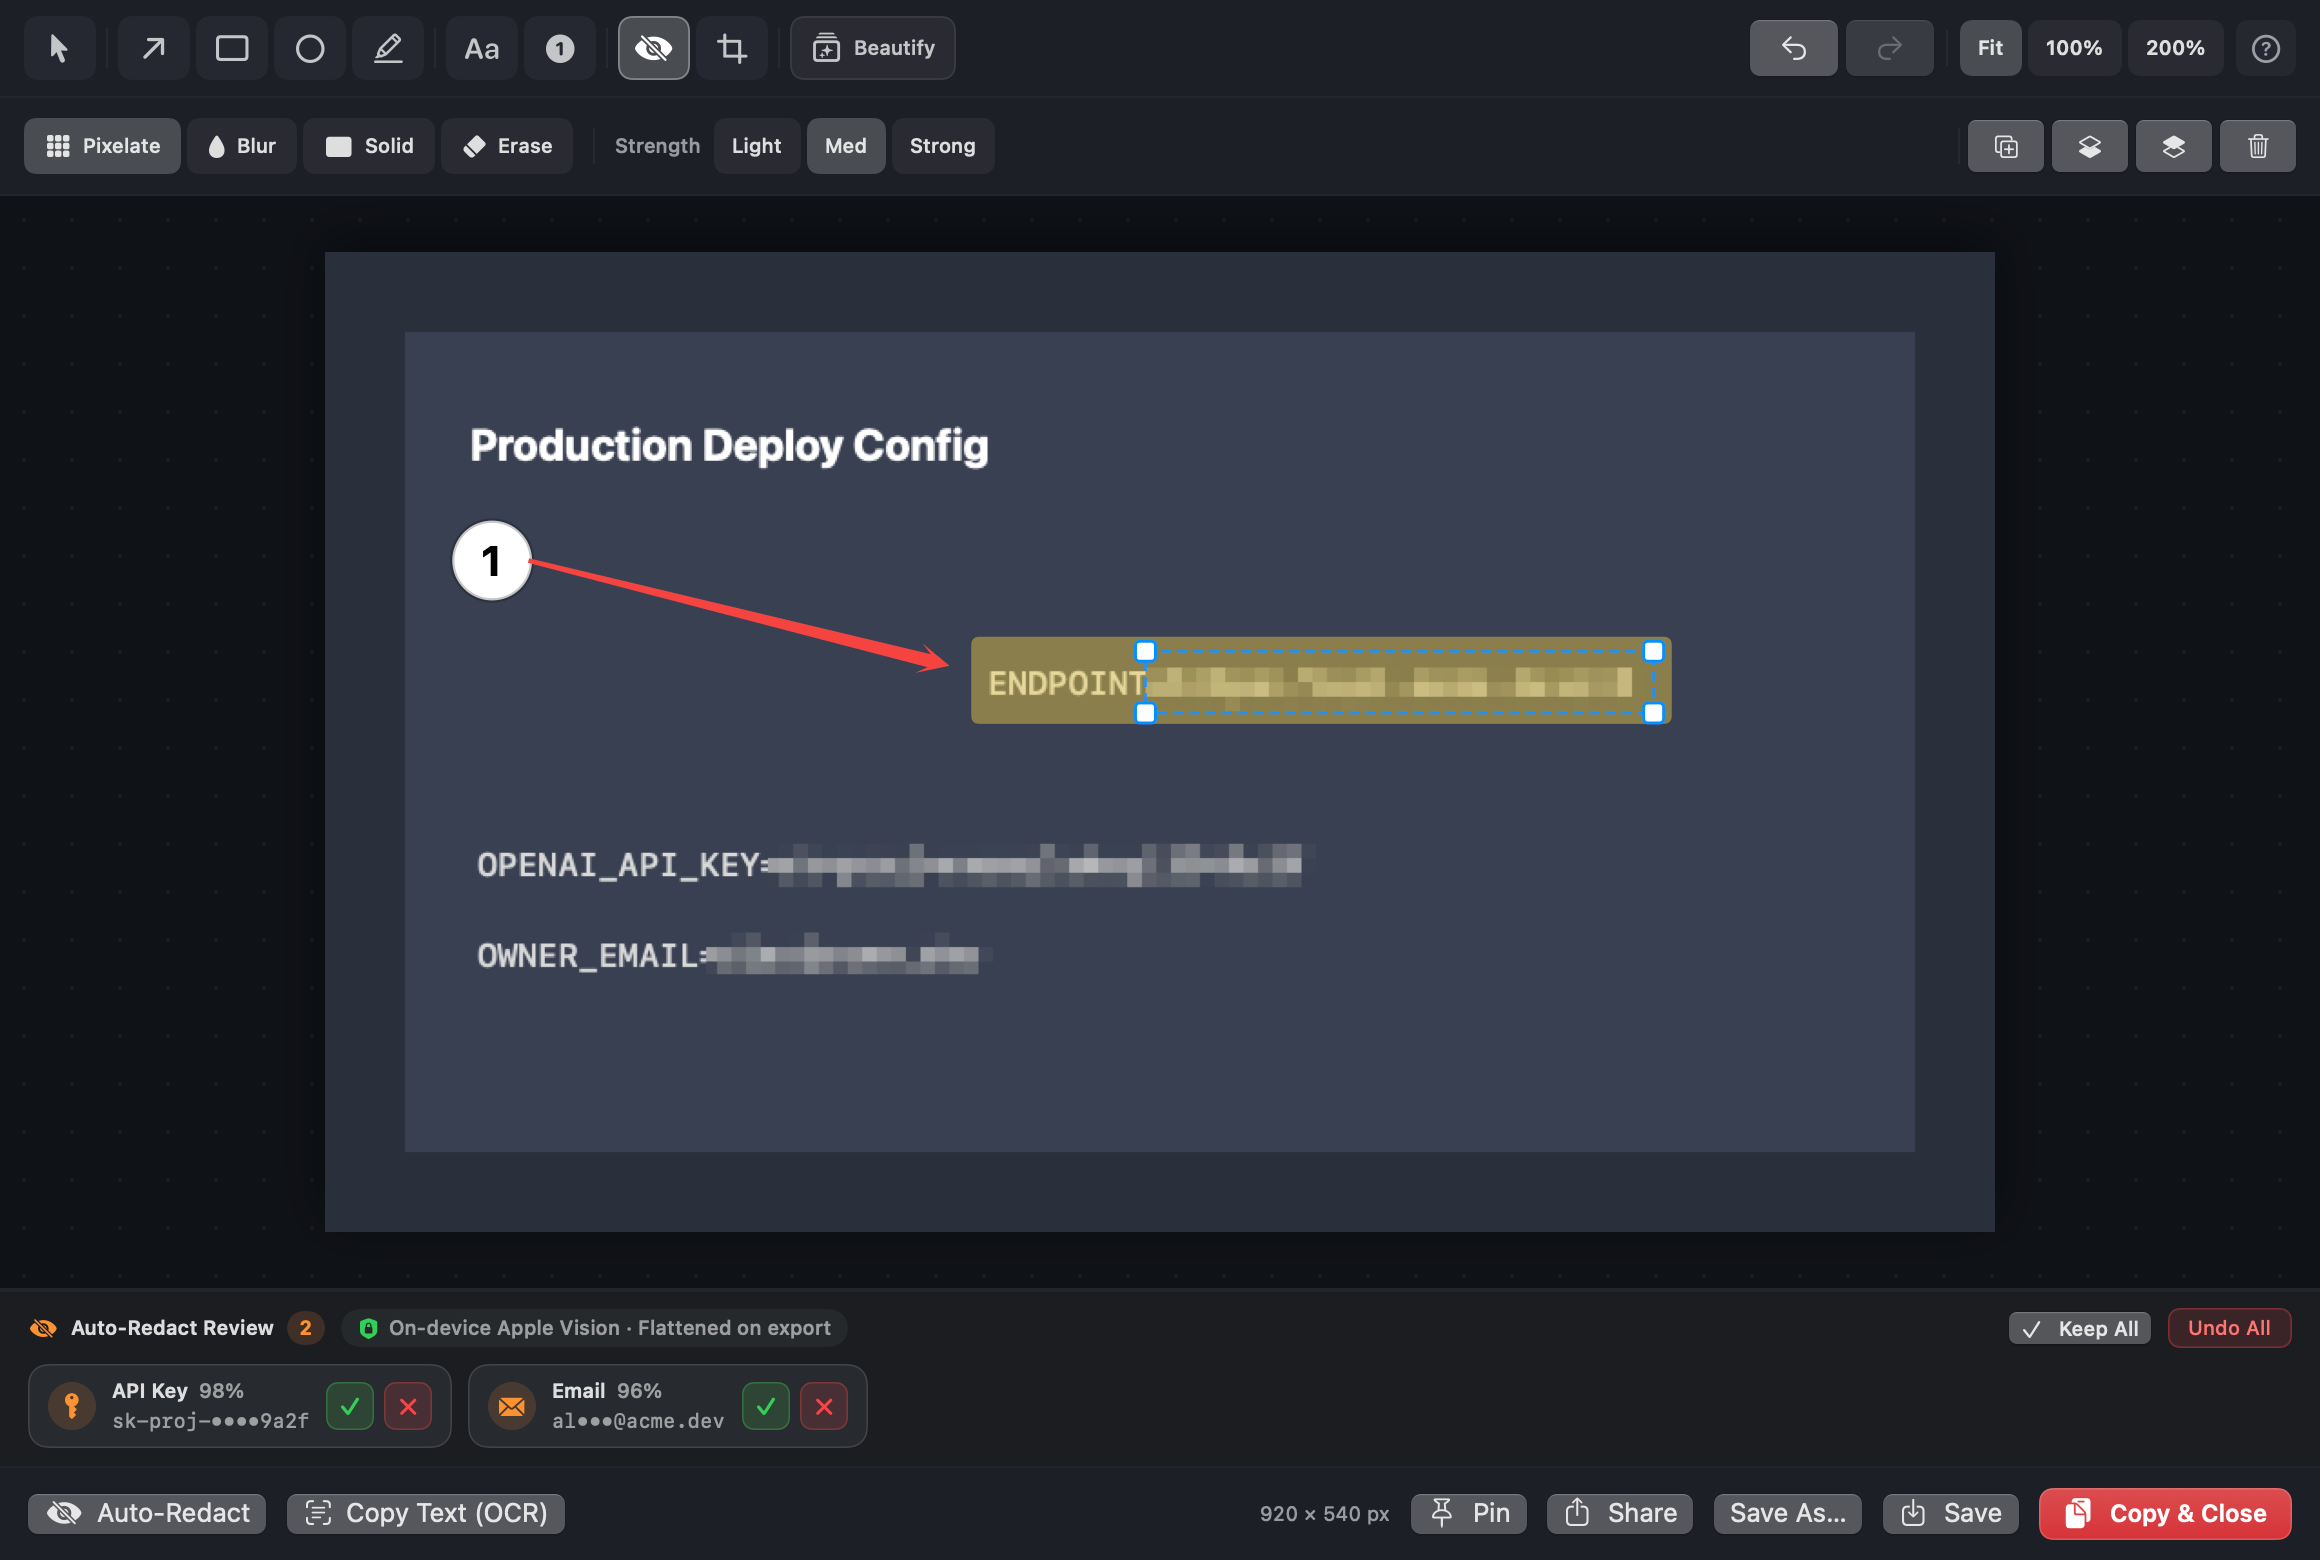 Aa 1 Beautify Fit 100% 200% ?
Pixelate Blur Solid Erase Strength Light Med Strong
Production Deploy Config
1
ENDPOINT
OPENAI_API_KEY=
OWNER_EMAIL=
Auto-Redact Review 2 On-device Apple Vision · Flattened on export Keep All Undo All
API Key 98%
sk-proj-••••9a2f
Email 96%
al•••@acme.dev
Auto-Redact Copy Text (OCR) 920 × 540 px Pin Share Save As... Save Copy & Close